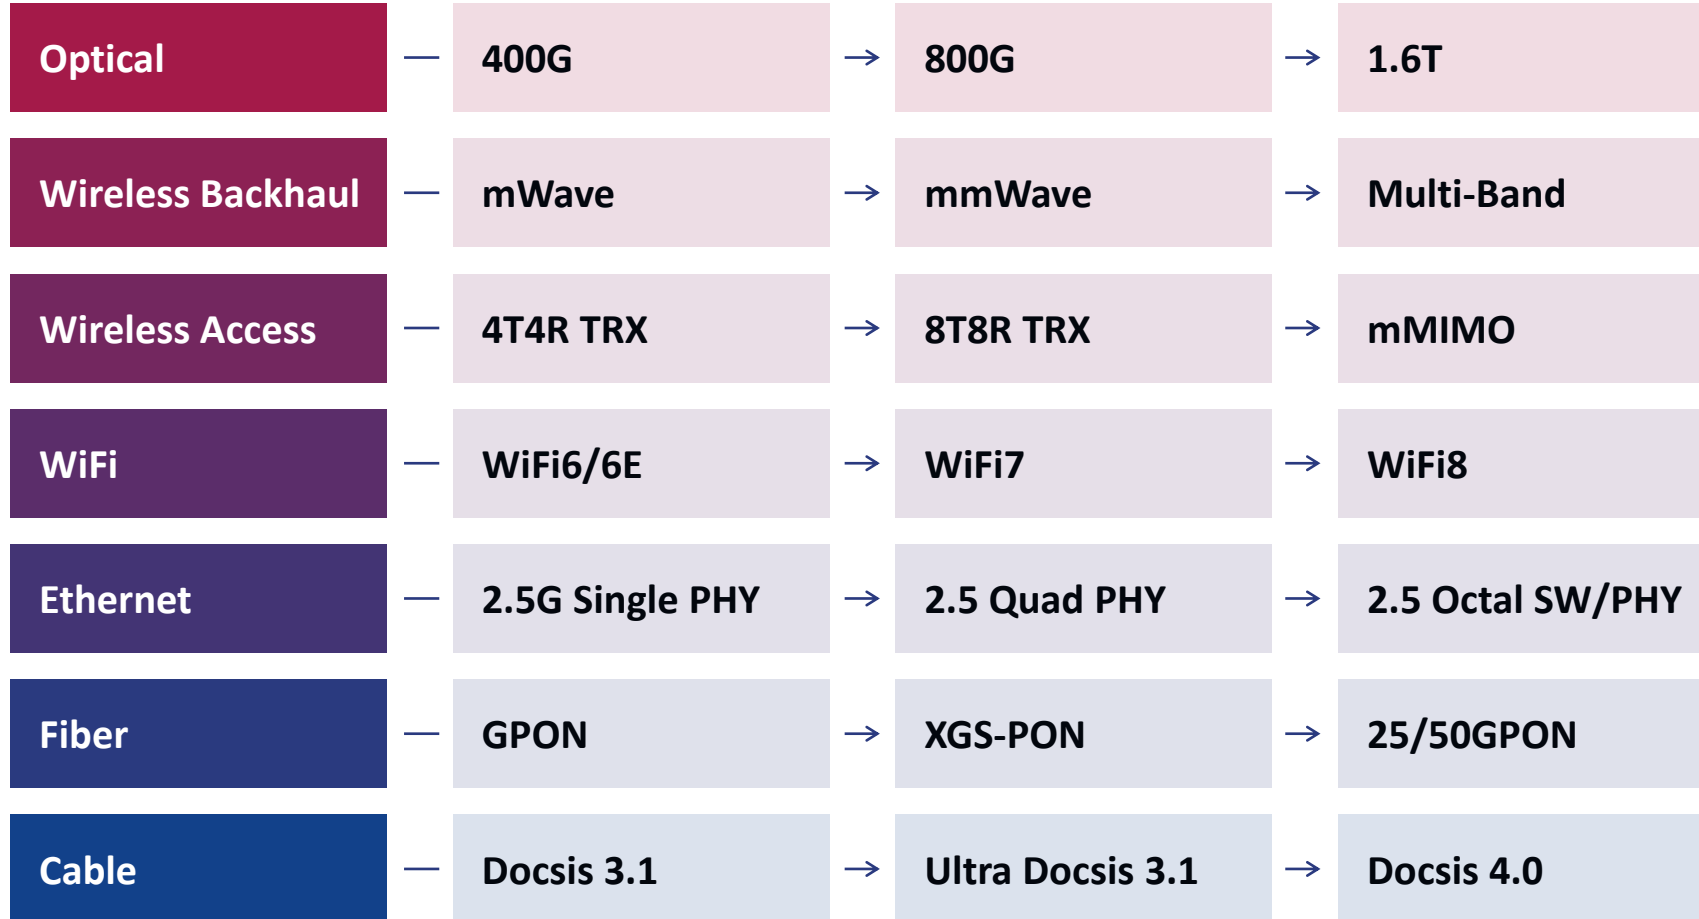 Optical — 400G → 800G → 1.6T
Wireless Backhaul — mWave → mmWave → Multi-Band
Wireless Access — 4T4R TRX → 8T8R TRX → mMIMO
WiFi — WiFi6/6E → WiFi7 → WiFi8
Ethernet — 2.5G Single PHY → 2.5 Quad PHY → 2.5 Octal SW/PHY
Fiber — GPON → XGS-PON → 25/50GPON
Cable — Docsis 3.1 → Ultra Docsis 3.1 → Docsis 4.0